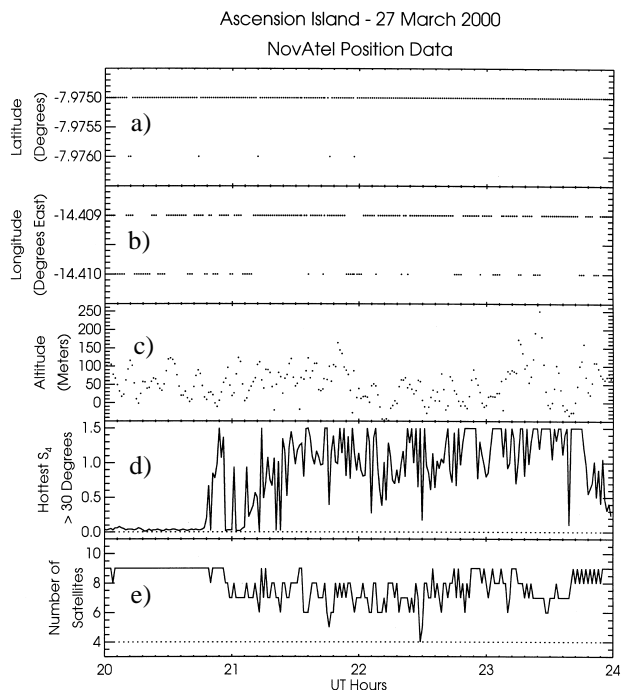 Ascension Island - 27 March 2000
NovAtel Position Data
Latitude
(Degrees)
-7.9750
-7.9755
-7.9760
a)
Longitude
(Degrees East)
-14.409
-14.410
b)
Altitude
(Meters)
250
200
150
100
50
0
c)
Hottest S4
> 30 Degrees
1.5
1.0
0.5
0.0
d)
Number of
Satellites
10
8
6
4
e)
20 21 22 23 24
UT Hours